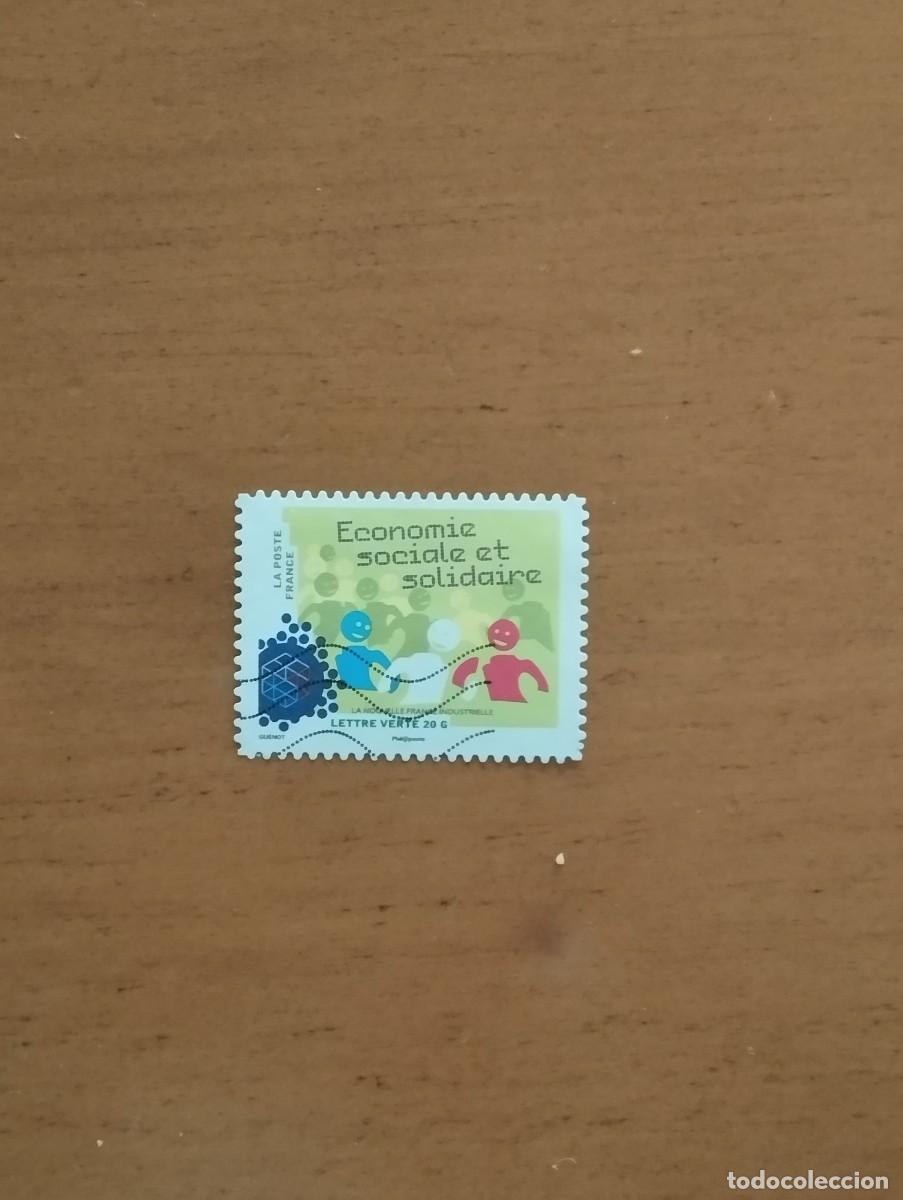 Economie
sociale et
solidaire
LA POSTE
FRANCE
LA NOUVELLE FRANCE INDUSTRIELLE
LETTRE VERTE 20 G
GUÉNOT
Phil@poste
todocoleccion